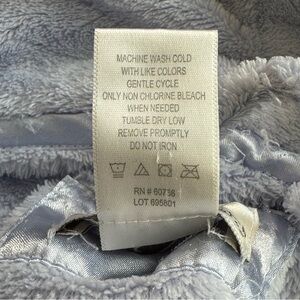 MACHINE WASH COLD
WITH LIKE COLORS
GENTLE CYCLE
ONLY NON CHLORINE BLEACH
WHEN NEEDED
TUMBLE DRY LOW
REMOVE PROMPTLY
DO NOT IRON
RN # 60736
LOT 695801